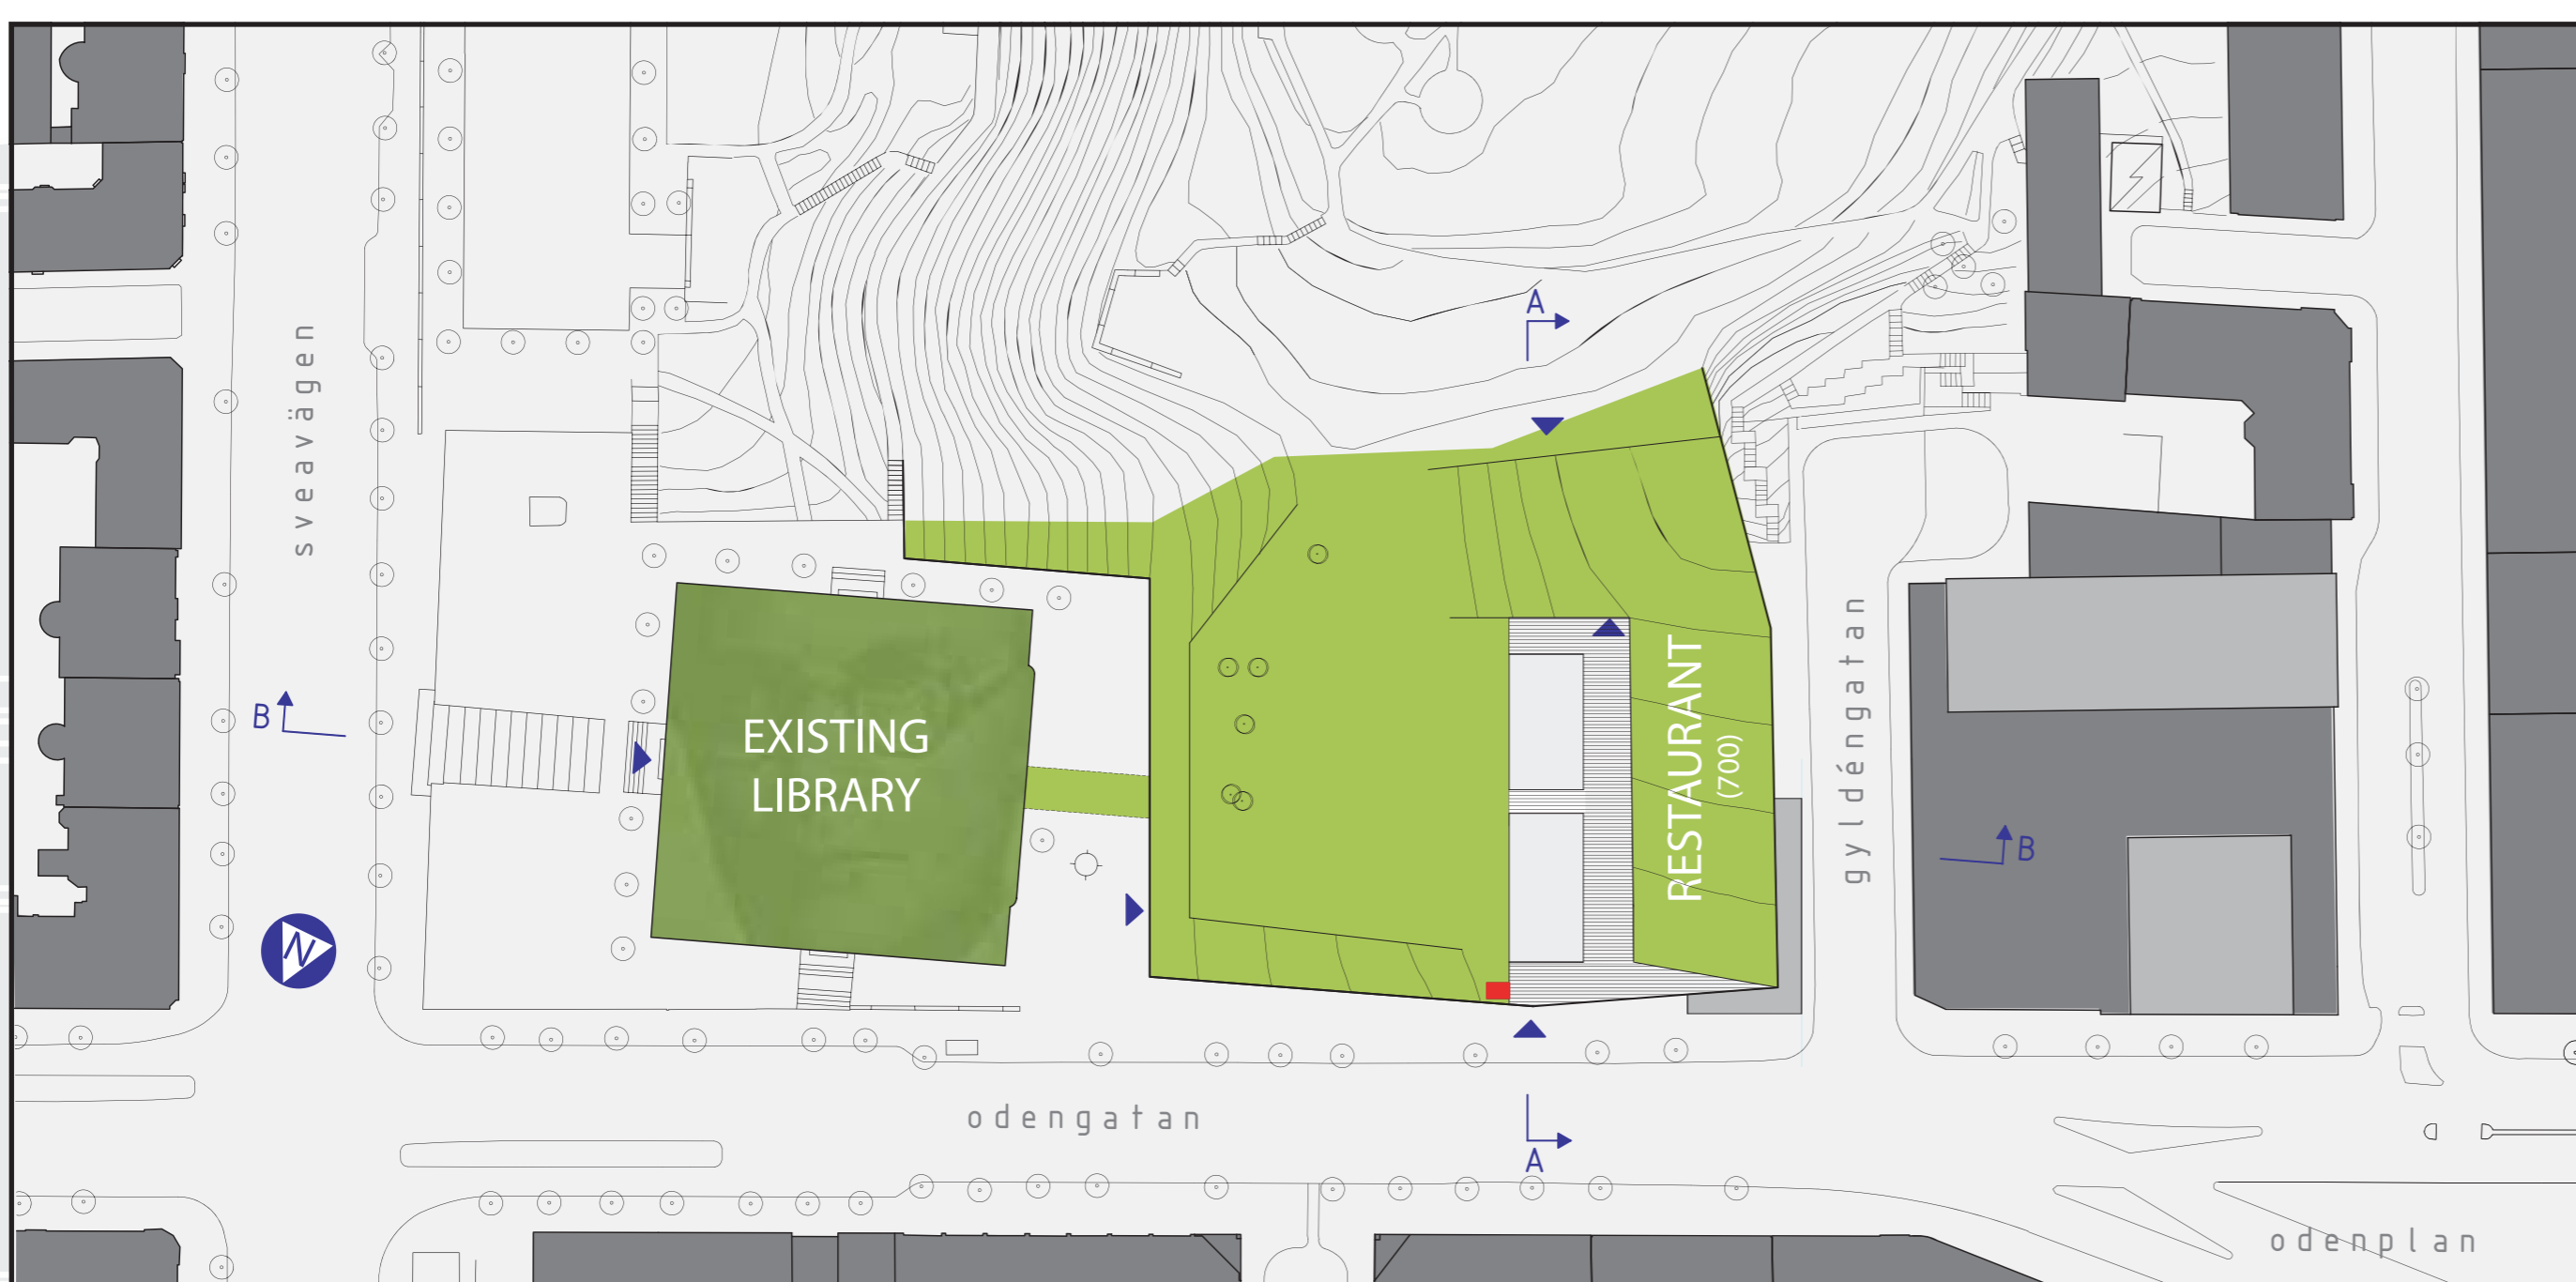 A
sveavägen
B
EXISTING
LIBRARY
RESTAURANT
(700)
gyldéngatan
B
N
odengatan
A
odenplan